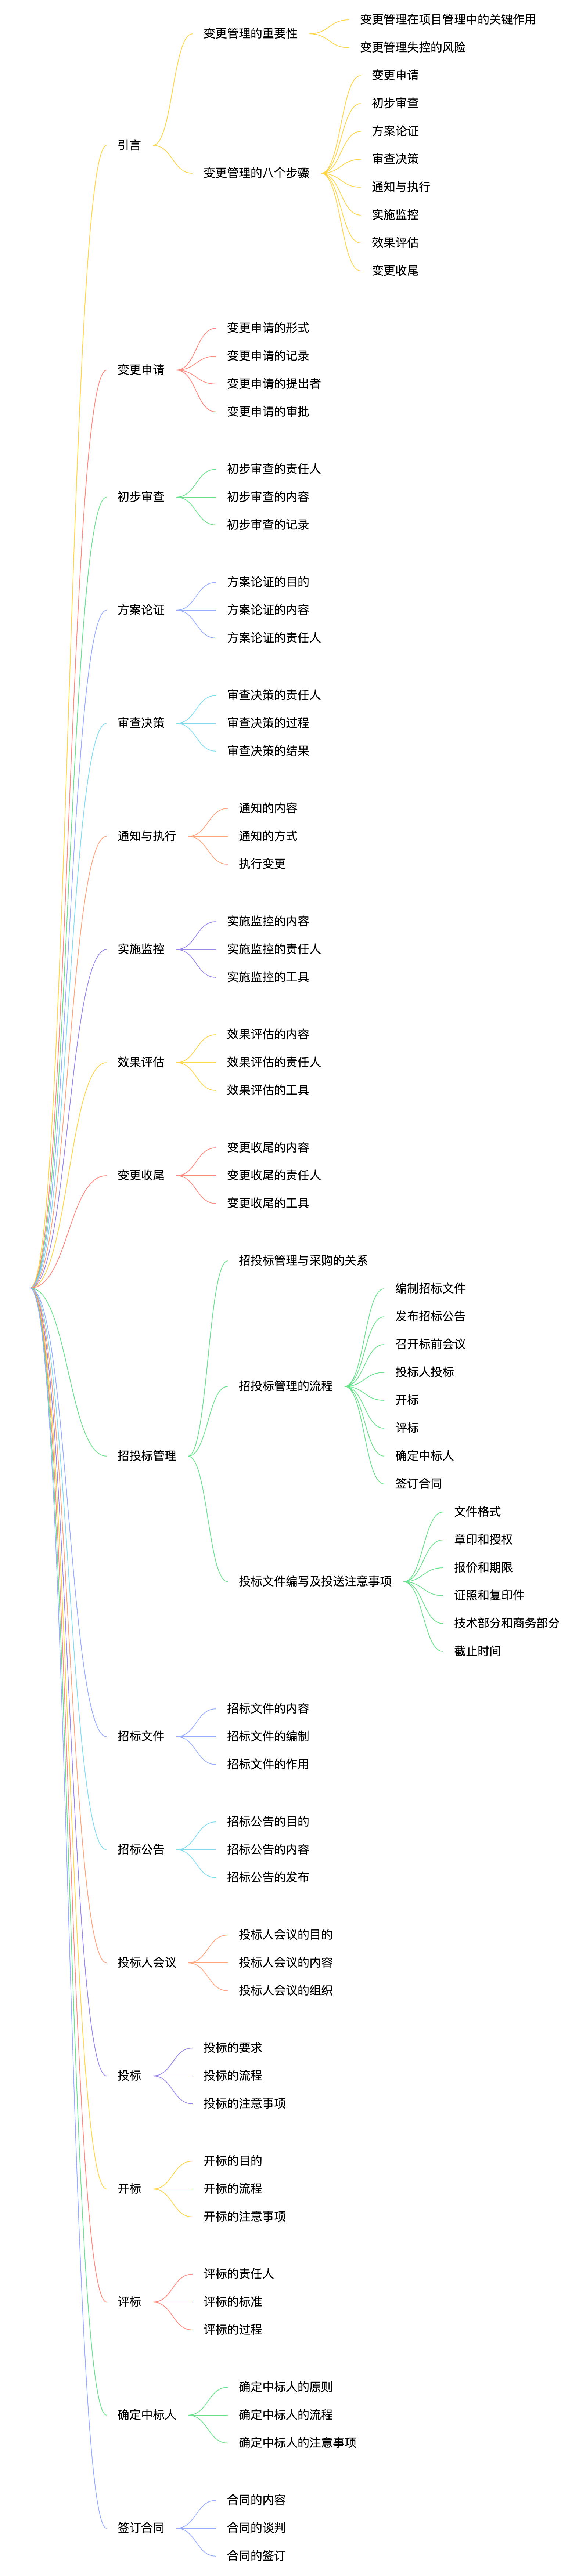 引言
变更管理的重要性
变更管理在项目管理中的关键作用
变更管理失控的风险
变更管理的八个步骤
变更申请
初步审查
方案论证
审查决策
通知与执行
实施监控
效果评估
变更收尾
变更申请
变更申请的形式
变更申请的记录
变更申请的提出者
变更申请的审批
初步审查
初步审查的责任人
初步审查的内容
初步审查的记录
方案论证
方案论证的目的
方案论证的内容
方案论证的责任人
审查决策
审查决策的责任人
审查决策的过程
审查决策的结果
通知与执行
通知的内容
通知的方式
执行变更
实施监控
实施监控的内容
实施监控的责任人
实施监控的工具
效果评估
效果评估的内容
效果评估的责任人
效果评估的工具
变更收尾
变更收尾的内容
变更收尾的责任人
变更收尾的工具
招投标管理
招投标管理与采购的关系
招投标管理的流程
编制招标文件
发布招标公告
召开标前会议
投标人投标
开标
评标
确定中标人
签订合同
投标文件编写及投送注意事项
文件格式
章印和授权
报价和期限
证照和复印件
技术部分和商务部分
截止时间
招标文件
招标文件的内容
招标文件的编制
招标文件的作用
招标公告
招标公告的目的
招标公告的内容
招标公告的发布
投标人会议
投标人会议的目的
投标人会议的内容
投标人会议的组织
投标
投标的要求
投标的流程
投标的注意事项
开标
开标的目的
开标的流程
开标的注意事项
评标
评标的责任人
评标的标准
评标的过程
确定中标人
确定中标人的原则
确定中标人的流程
确定中标人的注意事项
签订合同
合同的内容
合同的谈判
合同的签订